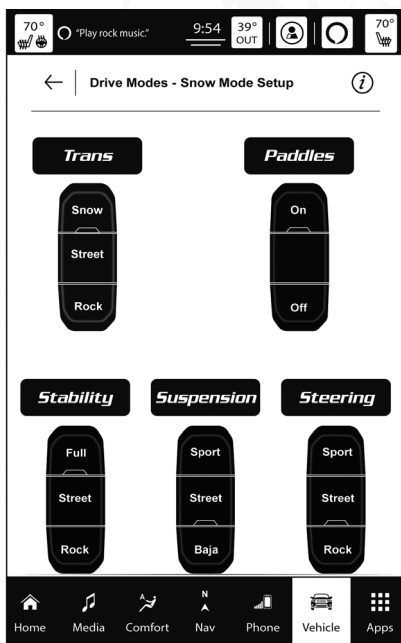 70° "Play rock music." 9:54 39° OUT 70°
Drive Modes - Snow Mode Setup i
Trans Paddles
Snow On
Street
Rock Off
Stability Suspension Steering
Full Sport Sport
Street Street Street
Rock Baja Rock
A N
Home Media Comfort Nav Phone Vehicle Apps